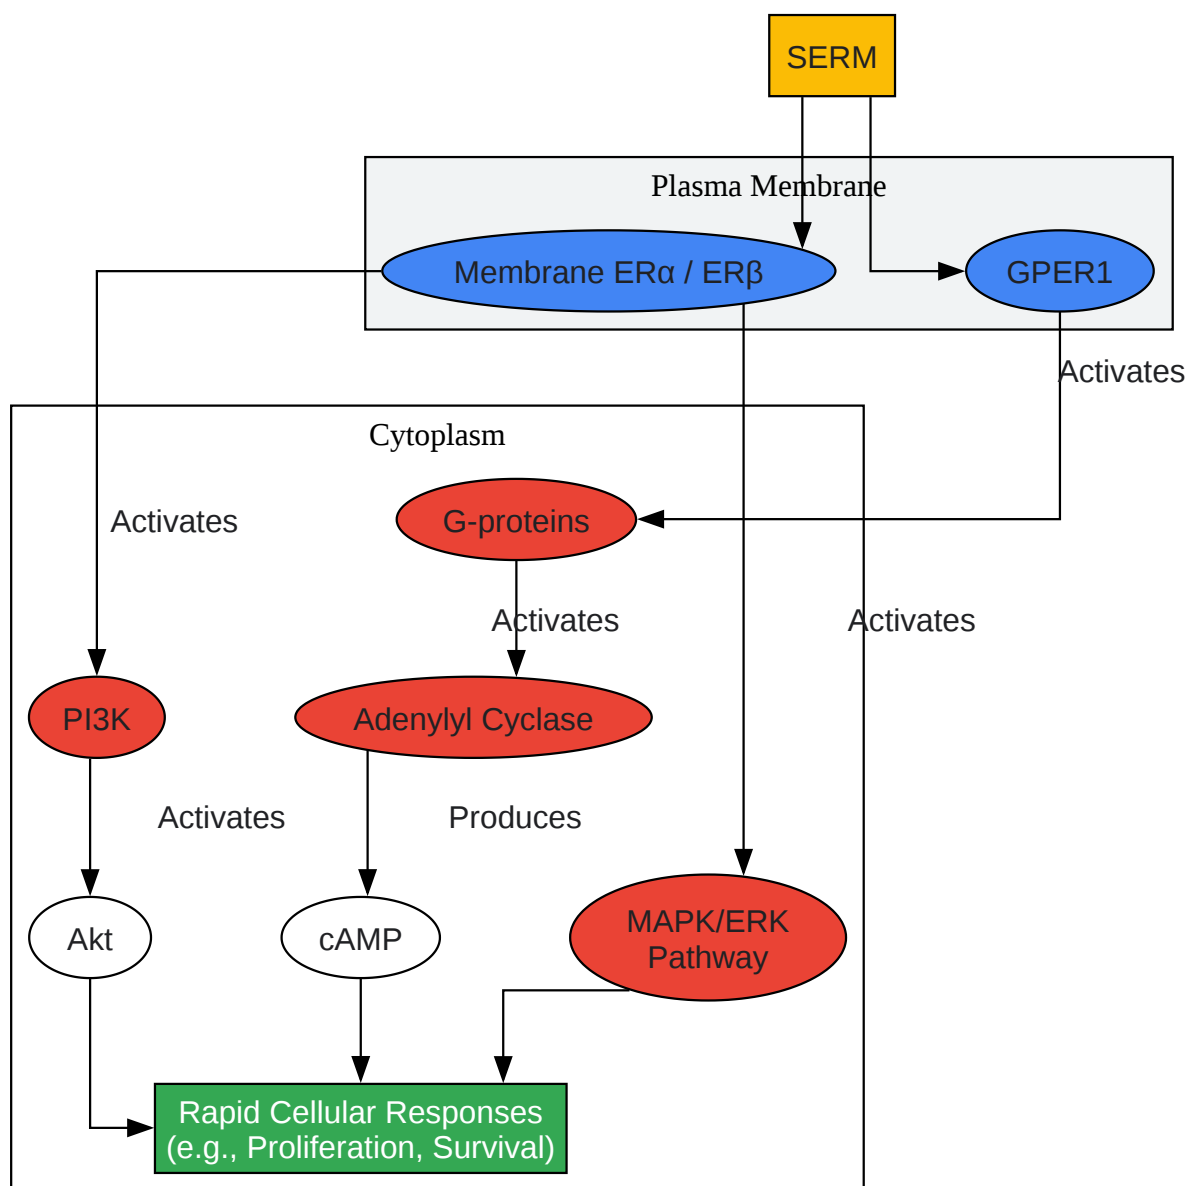 SERM
Plasma Membrane
Membrane ERα / ERβ
GPER1
Activates
Cytoplasm
Activates
G-proteins
Activates
Activates
PI3K
Adenylyl Cyclase
Activates
Produces
Akt
cAMP
MAPK/ERK
Pathway
Rapid Cellular Responses
(e.g., Proliferation, Survival)